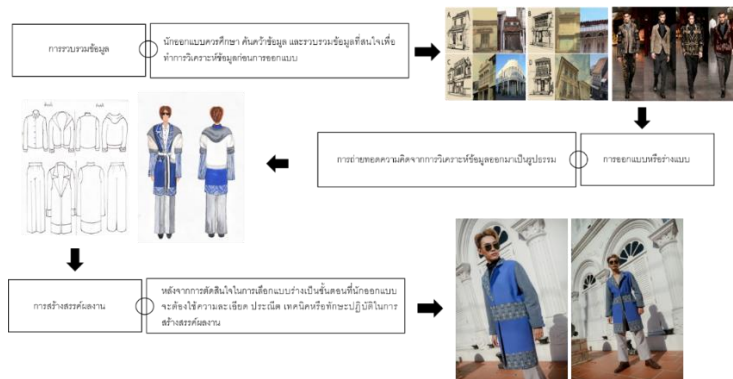 การรวบรวมข้อมูล
นักออกแบบควรศึกษา ค้นคว้าข้อมูล และรวบรวมข้อมูลที่สนใจเพื่อ
ทำการวิเคราะห์ข้อมูลก่อนการออกแบบ
การถ่ายทอดความคิดจากการวิเคราะห์ข้อมูลออกมาเป็นรูปธรรม
การออกแบบหรือร่างแบบ
การสร้างสรรค์ผลงาน
หลังจากการตัดสินใจในการเลือกแบบร่างเป็นขั้นตอนที่นักออกแบบ
จะต้องใช้ความละเอียด ประณีต เทคนิคหรือทักษะปฏิบัติในการ
สร้างสรรค์ผลงาน